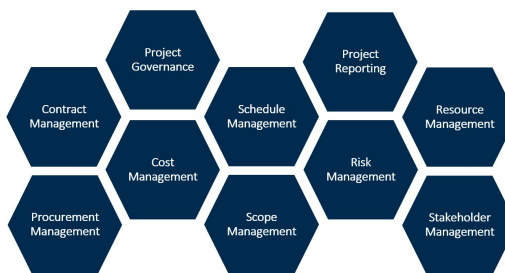 Project
Governance
Project
Reporting
Contract
Management
Schedule
Management
Resource
Management
Cost
Management
Risk
Management
Procurement
Management
Scope
Management
Stakeholder
Management